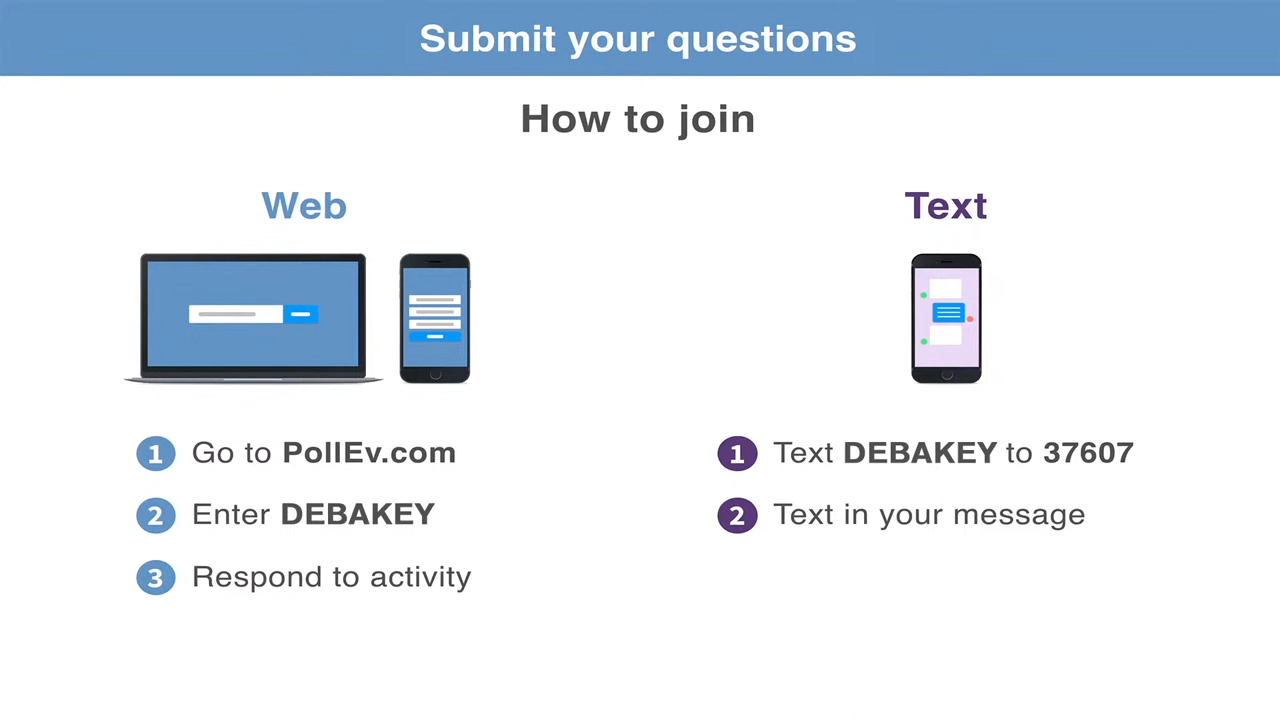 Submit your questions
How to join
Web
1 Go to PollEv.com
2 Enter DEBAKEY
3 Respond to activity
Text
1 Text DEBAKEY to 37607
2 Text in your message